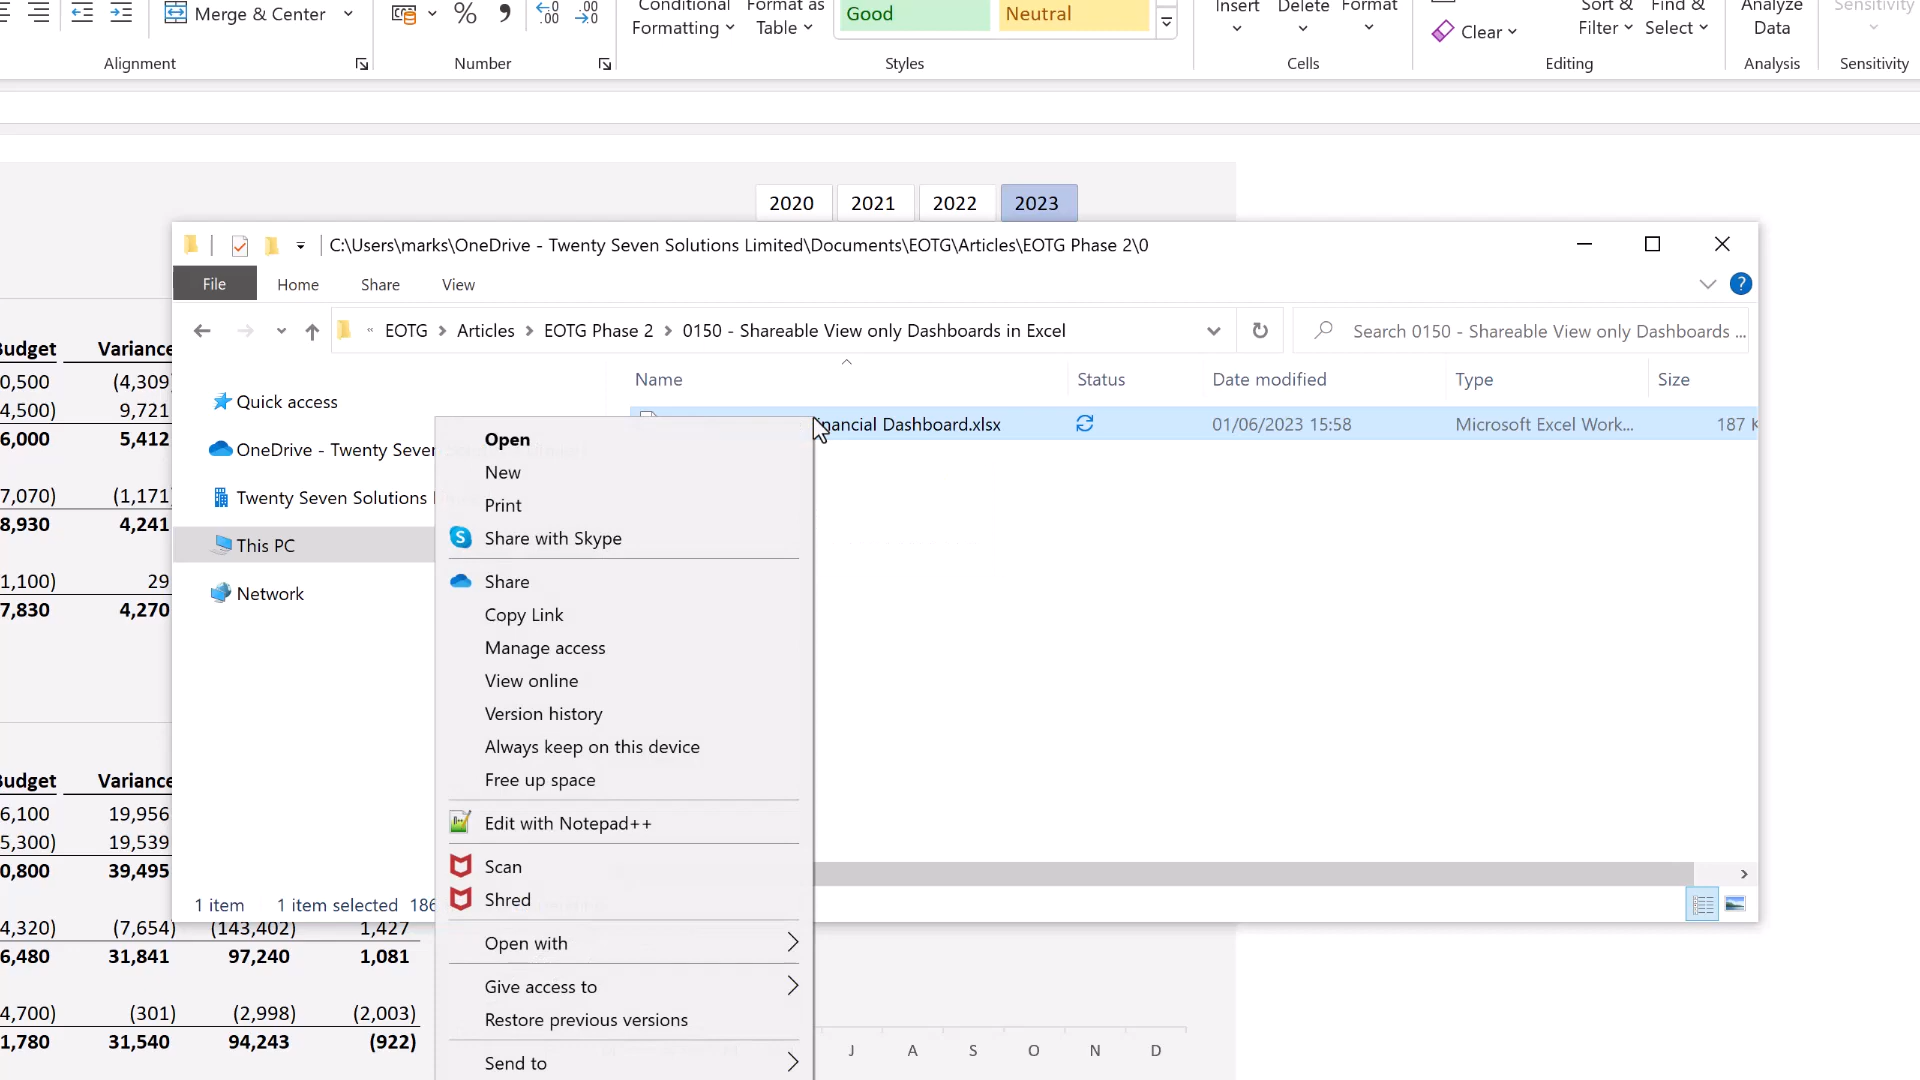 Merge & Center
%
Conditional
Formatting
Format as
Table
Good
Neutral
Insert
Delete
Format
Clear
Sort &
Filter
Find &
Select
Analyze
Data
Sensitivity
Alignment
Number
Styles
Cells
Editing
Analysis
Sensitivity
2020
2021
2022
2023
C:\Users\marks\OneDrive - Twenty Seven Solutions Limited\Documents\EOTG\Articles\EOTG Phase 2\0
File
Home
Share
View
EOTG > Articles > EOTG Phase 2 > 0150 - Shareable View only Dashboards in Excel
Search 0150 - Shareable View only Dashboards ...
Name
Status
Date modified
Type
Size
nancial Dashboard.xlsx
01/06/2023 15:58
Microsoft Excel Work...
187 K
Quick access
OneDrive - Twenty Seven
Twenty Seven Solutions
This PC
Network
1 item
1 item selected
186
Open
New
Print
Share with Skype
Share
Copy Link
Manage access
View online
Version history
Always keep on this device
Free up space
Edit with Notepad++
Scan
Shred
Open with
Give access to
Restore previous versions
Send to
Budget Variance
0,500 (4,309)
4,500) 9,721
6,000 5,412
7,070) (1,171)
8,930 4,241
1,100) 29
7,830 4,270
Budget Variance
6,100 19,956
5,300) 19,539
0,800 39,495
4,320) (7,654) (143,402) 1,427
6,480 31,841 97,240 1,081
4,700) (301) (2,998) (2,003)
1,780 31,540 94,243 (922)
J A S O N D